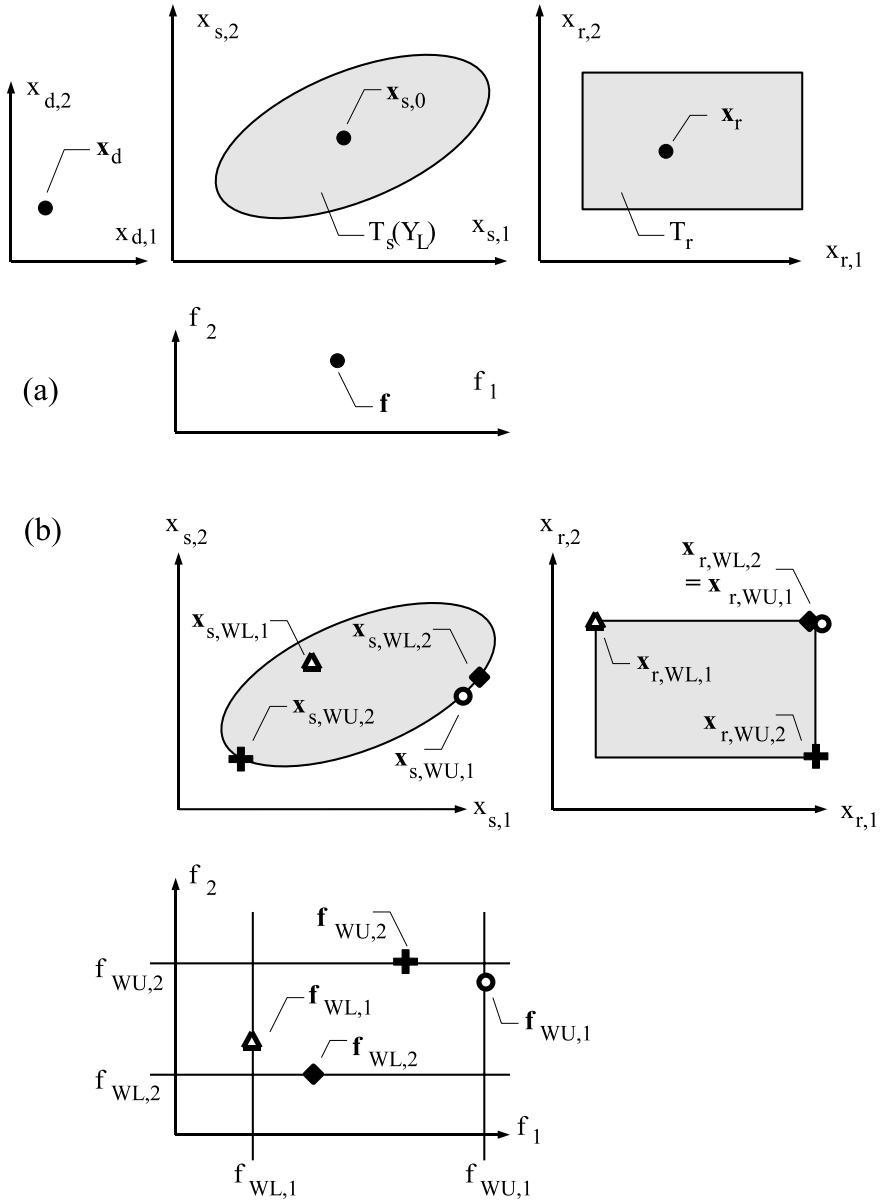 x d,2
x d
x d,1
x s,2
x s,0
T s (Y L )
x s,1
x r,2
x r
T r
x r,1
(a)
f 2
f
f 1
(b)
x s,2
x s,WL,1
x s,WL,2
x s,WU,2
x s,WU,1
x s,1
x r,2
x r,WL,2
= x r,WU,1
x r,WL,1
x r,WU,2
x r,1
f 2
f WU,2
f WU,2
f WL,1
f WU,1
f WL,2
f WL,2
f 1
f WL,1
f WU,1